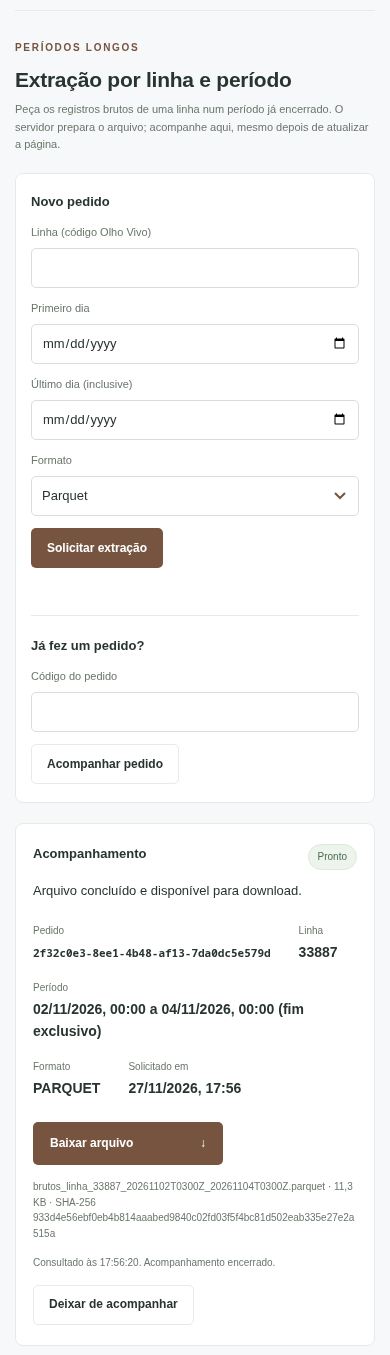 PERÍODOS LONGOS
Extração por linha e período
Peça os registros brutos de uma linha num período já encerrado. O
servidor prepara o arquivo; acompanhe aqui, mesmo depois de atualizar
a página.
Novo pedido
Linha (código Olho Vivo)
Primeiro dia
mm/dd/yyyy
Último dia (inclusive)
mm/dd/yyyy
Formato
Parquet
Solicitar extração
Já fez um pedido?
Código do pedido
Acompanhar pedido
Acompanhamento
Pronto
Arquivo concluído e disponível para download.
Pedido
Linha
2f32c0e3-8ee1-4b48-af13-7da0dc5e579d
33887
Período
02/11/2026, 00:00 a 04/11/2026, 00:00 (fim
exclusivo)
Formato
Solicitado em
PARQUET
27/11/2026, 17:56
Baixar arquivo ↓
brutos_linha_33887_20261102T0300Z_20261104T0300Z.parquet · 11,3
KB · SHA-256
933d4e56ebf0eb4b814aaabed9840c02fd03f5f4bc81d502eab335e27e2a
515a
Consultado às 17:56:20. Acompanhamento encerrado.
Deixar de acompanhar